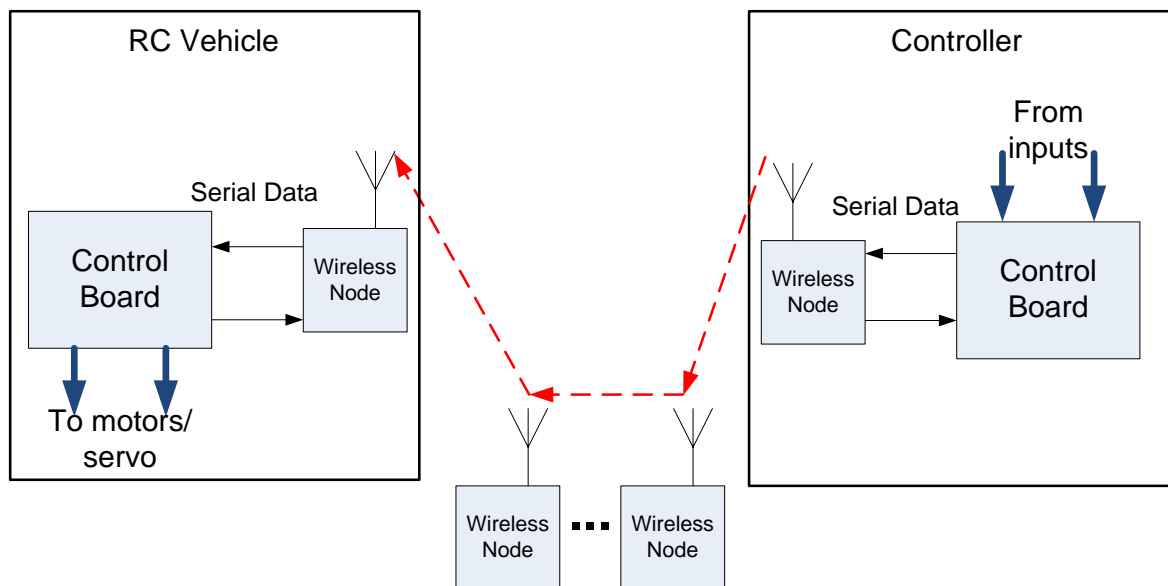 RC Vehicle
Serial Data
Control
Board
Wireless
Node
To motors/
servo
Controller
From
inputs
Serial Data
Wireless
Node
Control
Board
Wireless
Node
Wireless
Node